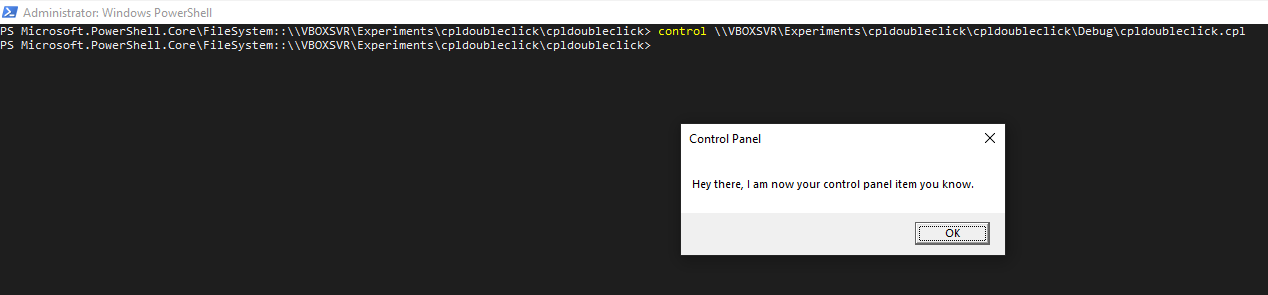 Administrator: Windows PowerShell
PS Microsoft.PowerShell.Core\FileSystem::\\VBOXSVR\Experiments\cpldoubleclick\cpldoubleclick> control \\VBOXSVR\Experiments\cpldoubleclick\cpldoubleclick\Debug\cpldoubleclick.cpl
PS Microsoft.PowerShell.Core\FileSystem::\\VBOXSVR\Experiments\cpldoubleclick\cpldoubleclick>
Control Panel
Hey there, I am now your control panel item you know.
OK